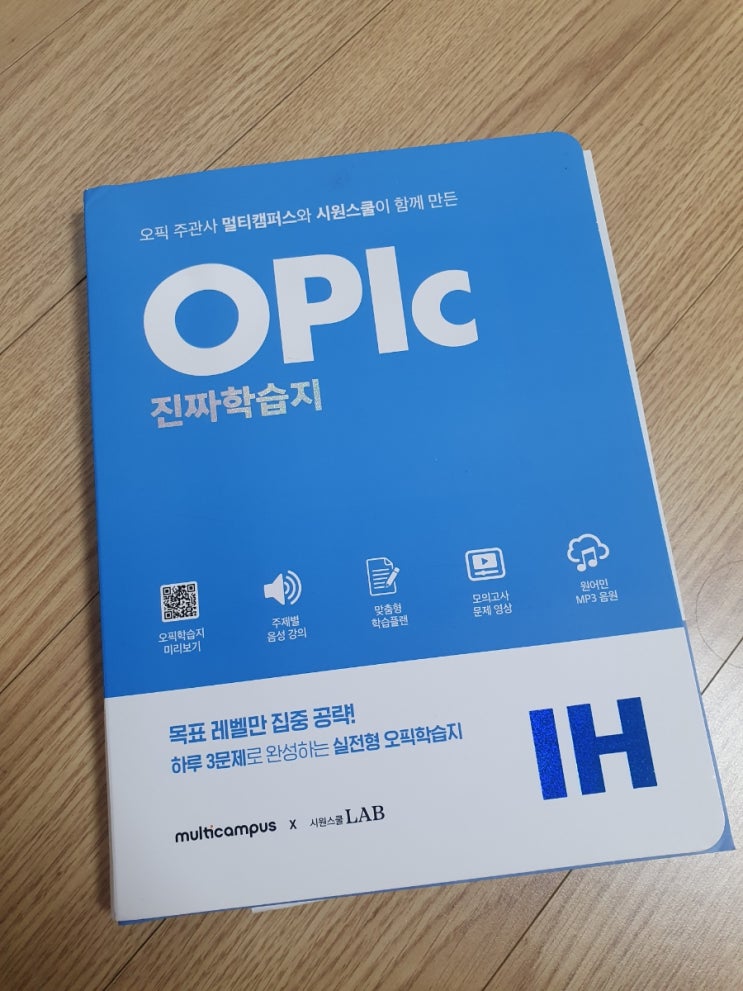 오픽 주관사 멀티캠퍼스와 시원스쿨이 함께 만든
OPIc
진짜학습지
오픽학습지
미리보기
주제별
음성 강의
맞춤형
학습플랜
모의고사
문제 영상
원어민
MP3 음원
목표 레벨만 집중 공략!
하루 3문제로 완성하는 실전형 오픽학습지
IH
multicampus X 시원스쿨 LAB